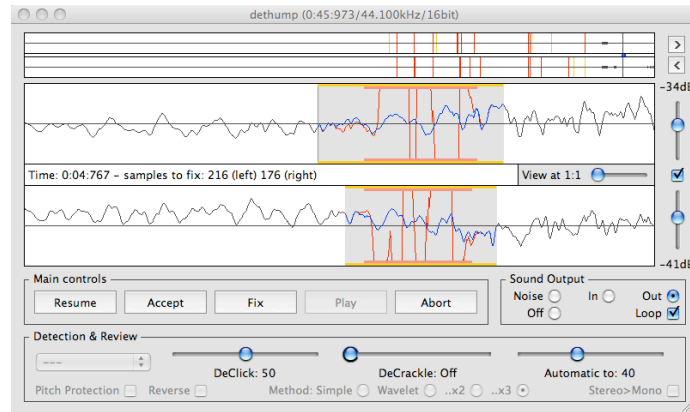 dethump (0:45:973/44.100kHz/16bit)
>
<
-34dB
Time: 0:04:767 - samples to fix: 216 (left) 176 (right)
View at 1:1
-41dB
Main controls
Resume Accept Fix Play Abort
Sound Output
Noise In Out
Off Loop
Detection & Review
---
DeClick: 50 DeCrackle: Off Automatic to: 40
Pitch Protection Reverse Method: Simple Wavelet ..x2 ..x3 Stereo>Mono